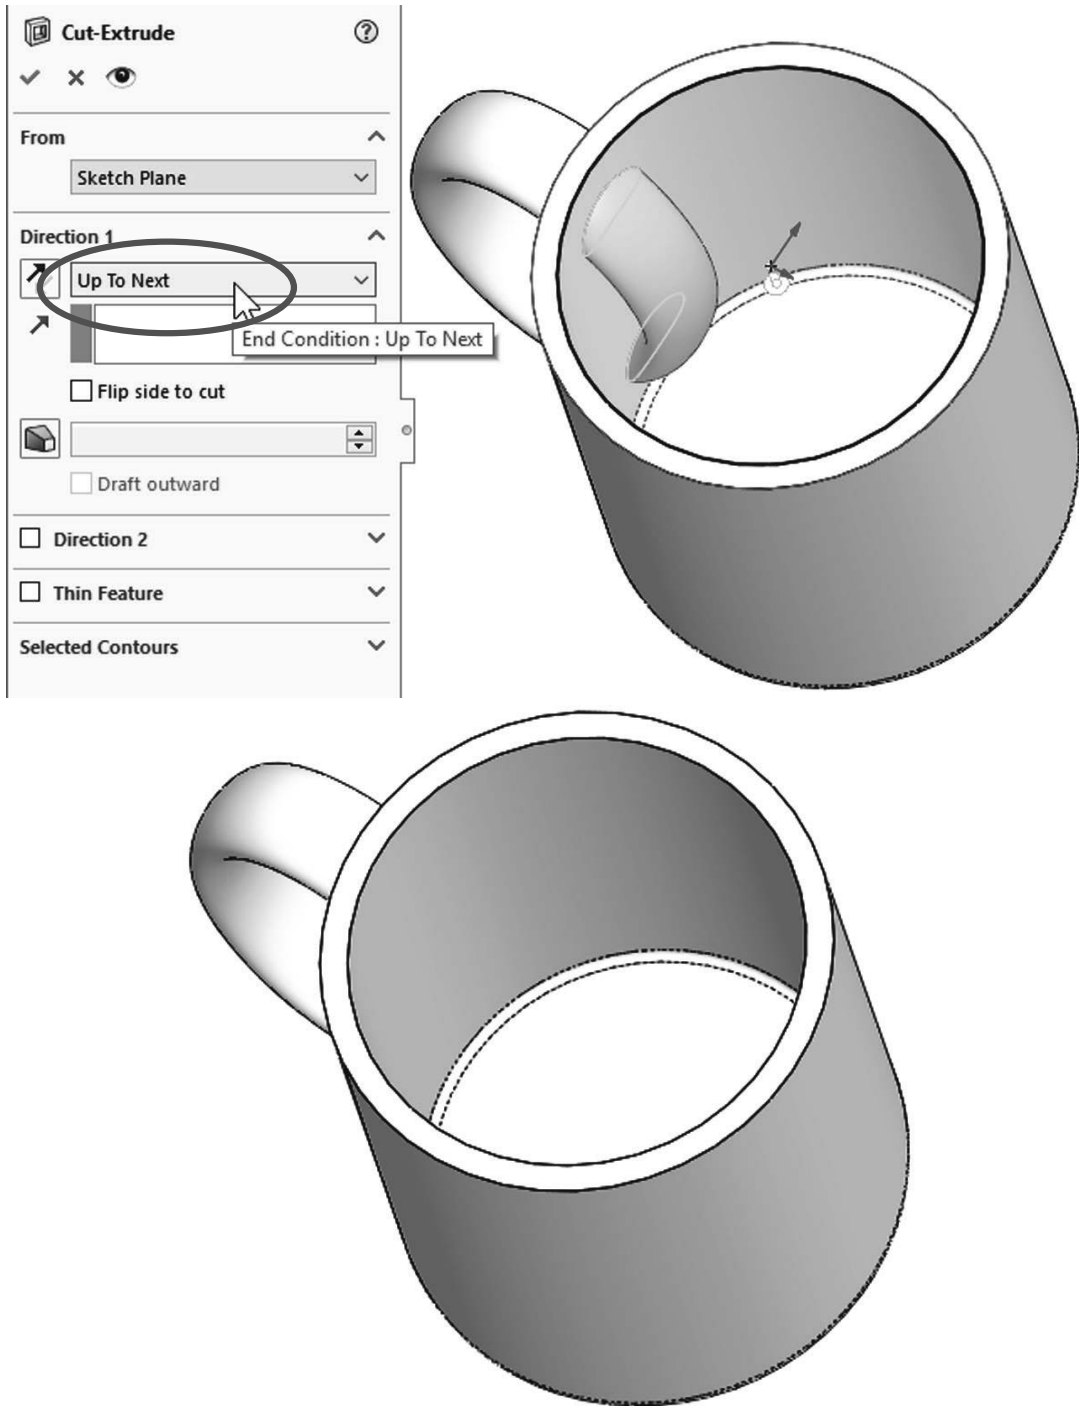 Cut-Extrude
From
Sketch Plane
Direction 1
Up To Next
End Condition : Up To Next
Flip side to cut
Draft outward
Direction 2
Thin Feature
Selected Contours